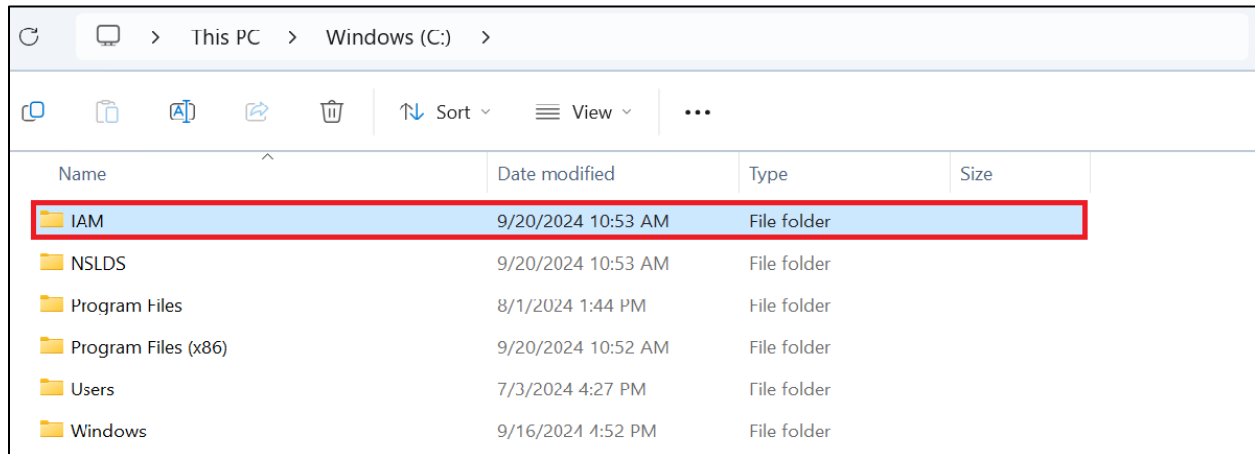 This PC > Windows (C:) >
Sort View •••
Name Date modified Type Size
IAM 9/20/2024 10:53 AM File folder
NSLDS 9/20/2024 10:53 AM File folder
Program Files 8/1/2024 1:44 PM File folder
Program Files (x86) 9/20/2024 10:52 AM File folder
Users 7/3/2024 4:27 PM File folder
Windows 9/16/2024 4:52 PM File folder